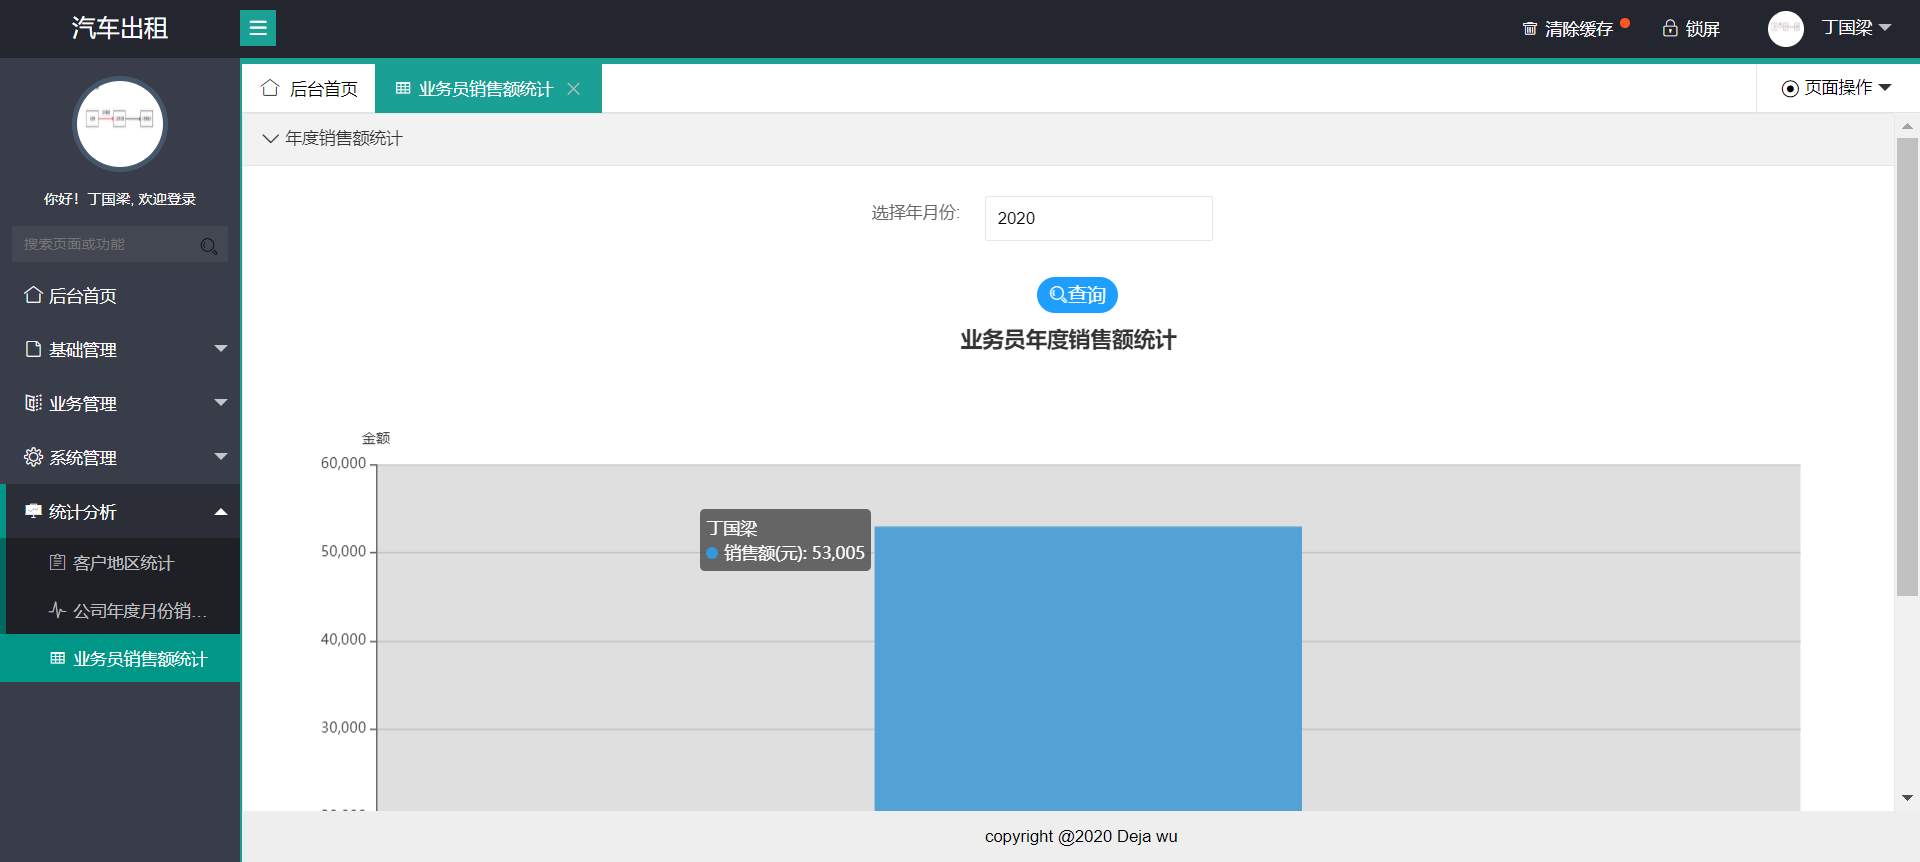 汽车出租
清除缓存
锁屏
丁国梁
你好！丁国梁, 欢迎登录
搜索页面或功能
后台首页
基础管理
业务管理
系统管理
统计分析
客户地区统计
公司年度月份销...
业务员销售额统计
后台首页
业务员销售额统计
页面操作
年度销售额统计
选择年月份:
2020
查询
业务员年度销售额统计
金额
60,000
50,000
40,000
30,000
丁国梁
销售额(元): 53,005
copyright @2020 Deja wu